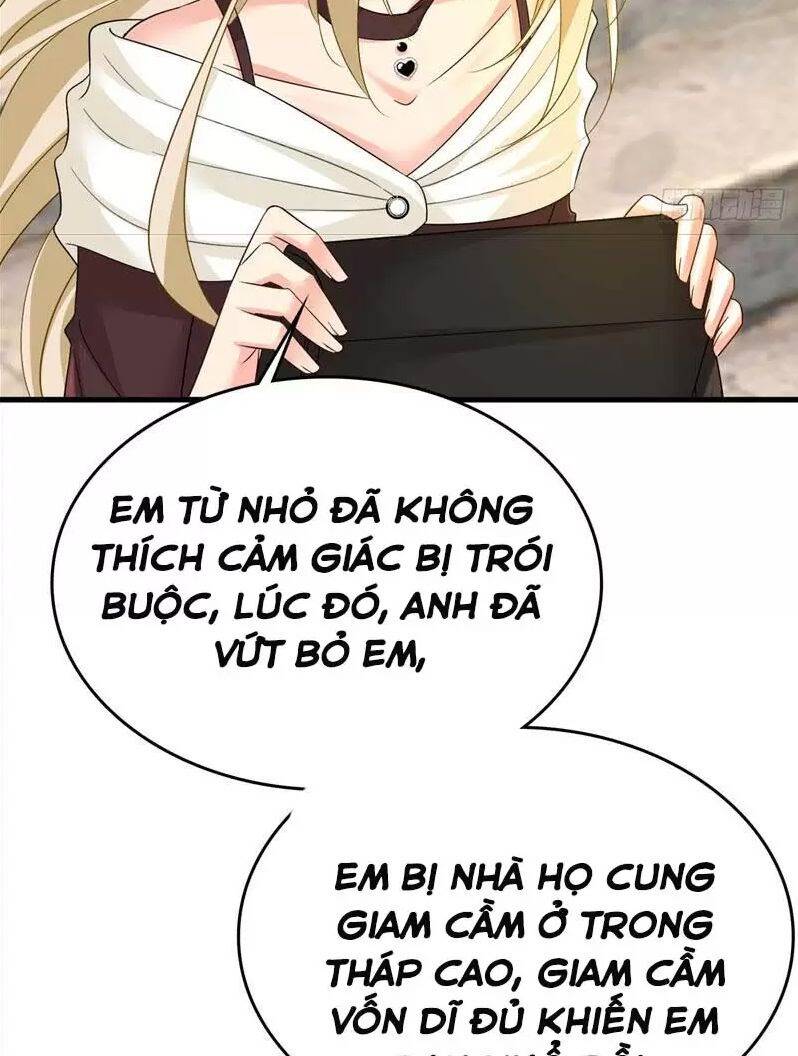 EM TỪ NHỎ ĐÃ KHÔNG
THÍCH CẢM GIÁC BỊ TRÓI
BUỘC, LÚC ĐÓ, ANH ĐÃ
VỨT BỎ EM,
EM BỊ NHÀ HỌ CUNG
GIAM CẦM Ở TRONG
THÁP CAO, GIAM CẦM
VỐN DĨ ĐỦ KHIẾN EM